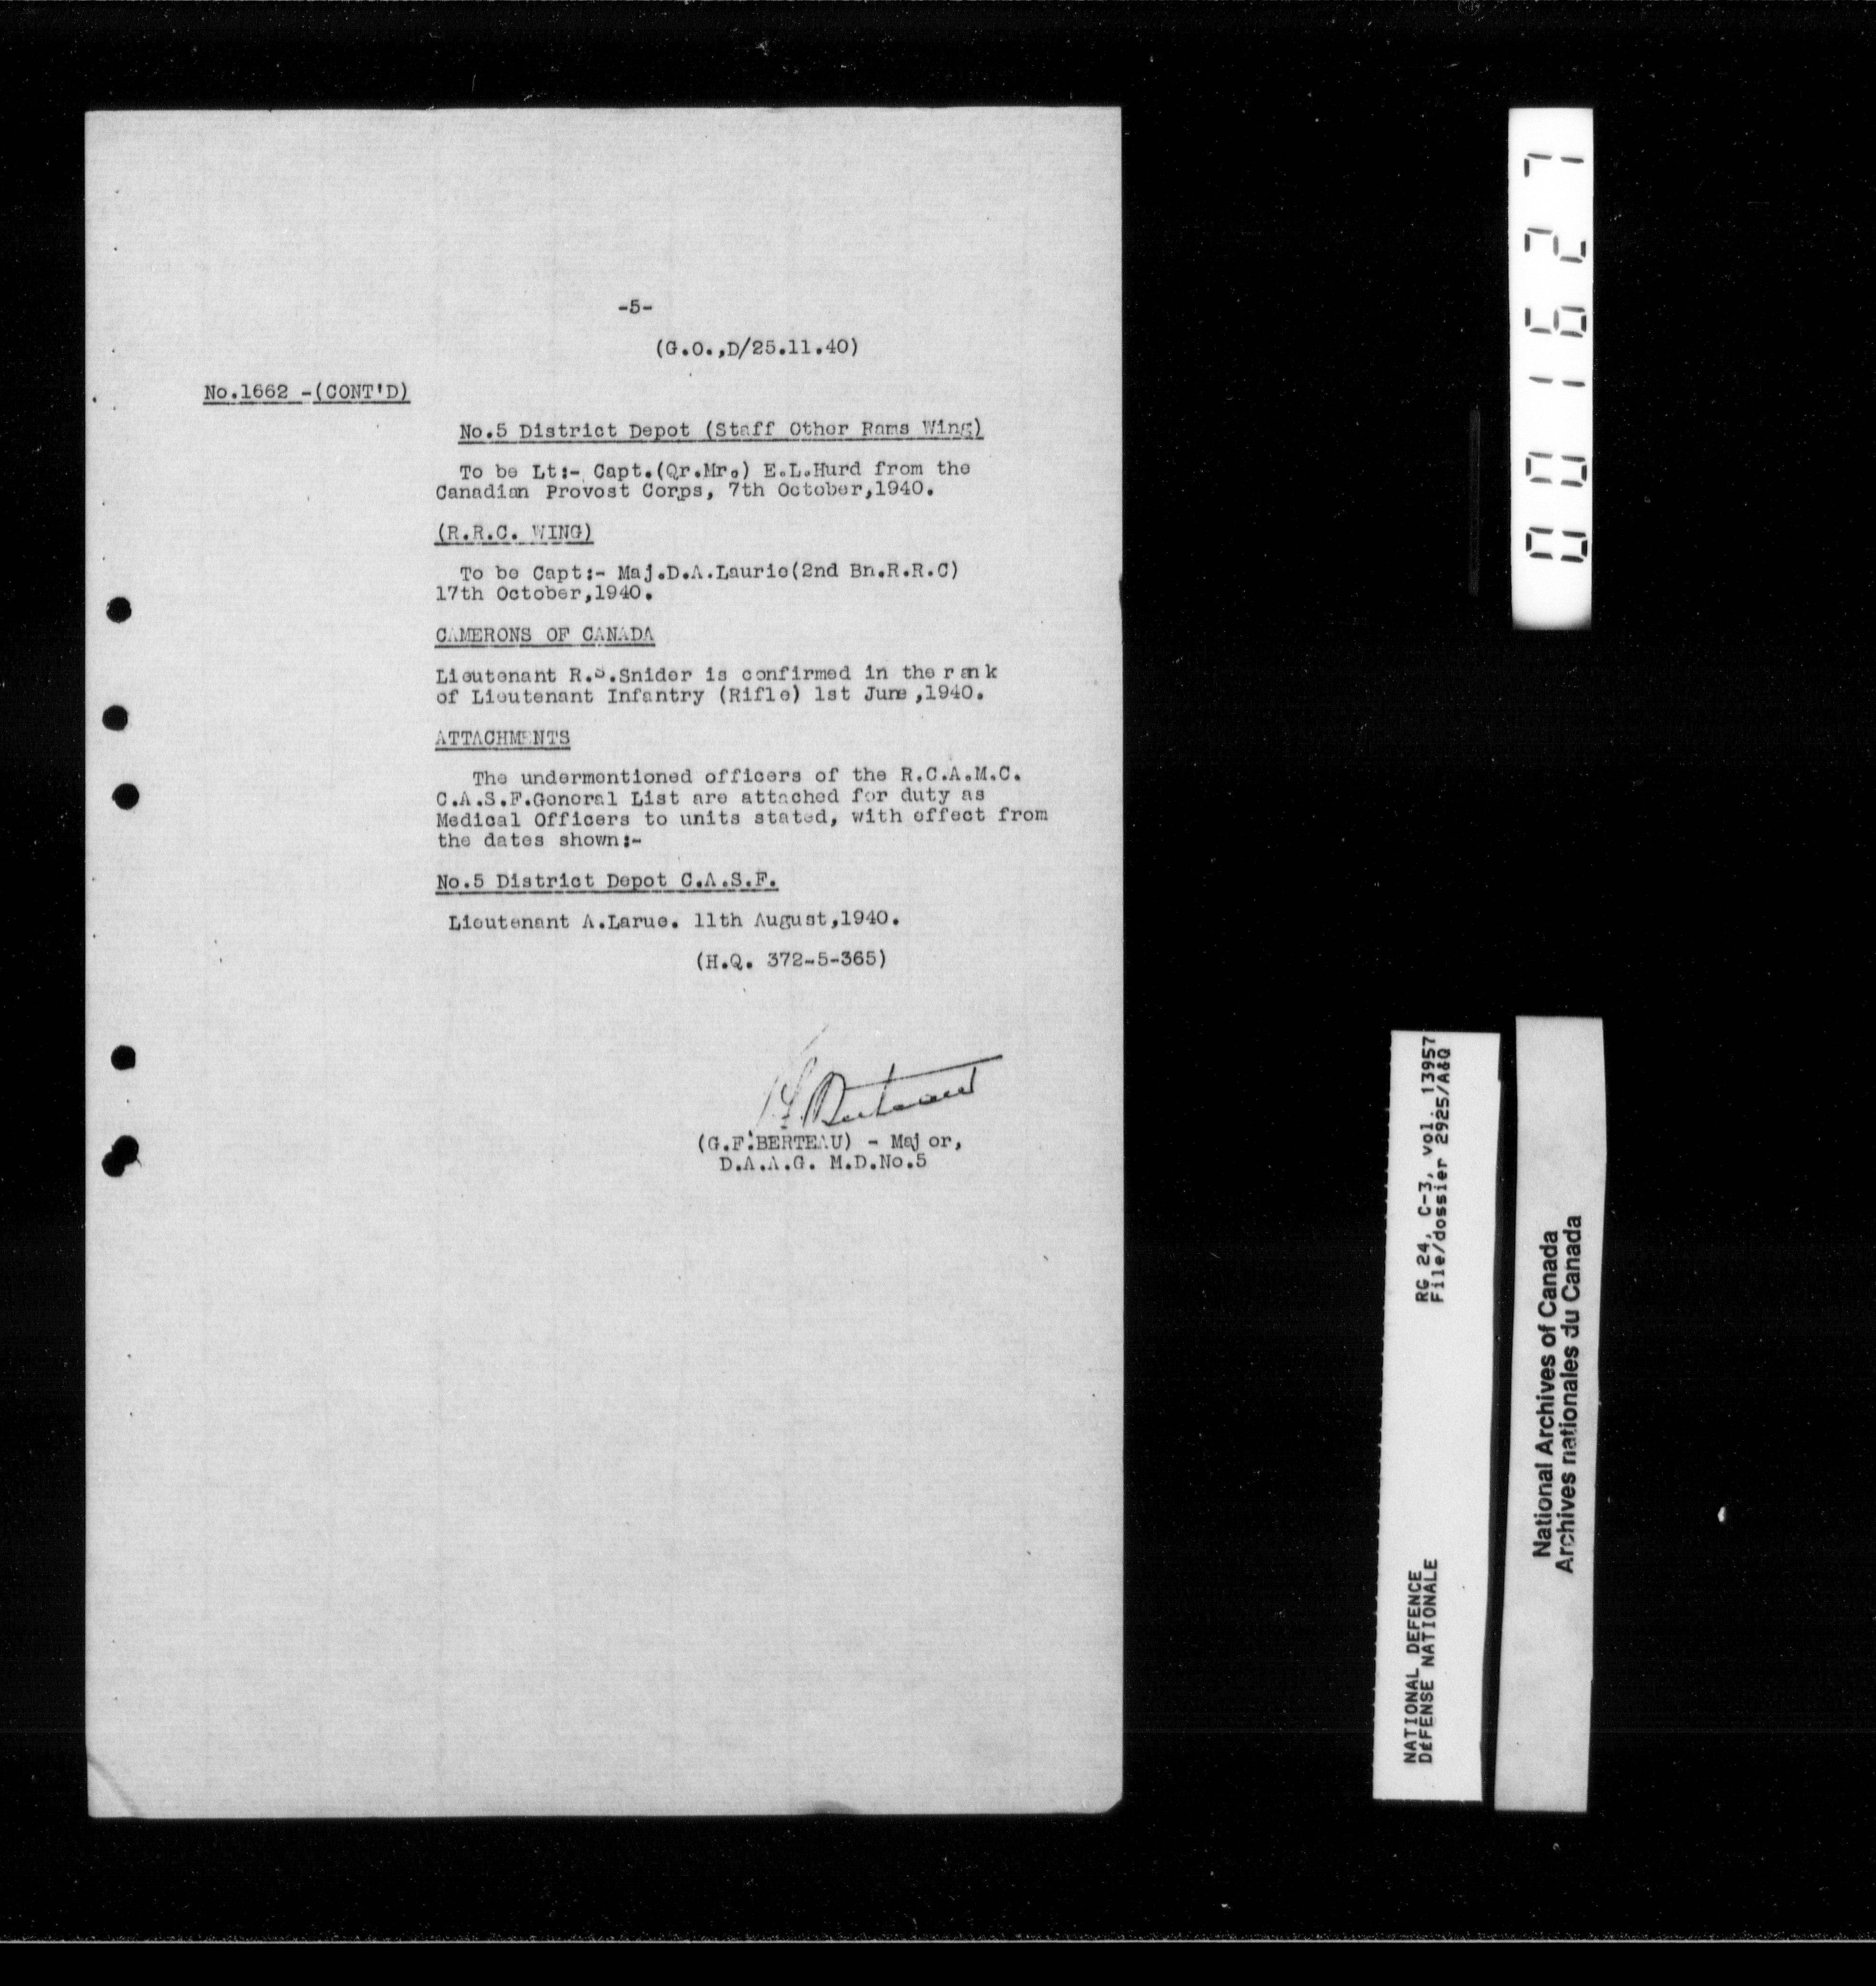 -5-
(G.O.,D/25.11.40)
No.1662 -(CONT'D)
No.5 District Depot (Staff Other Rams Wing)
To be Lt:- Capt.(Qr.Mr.) E.L.Hurd from the
Canadian Provost Corps, 7th October,1940.
(R.R.C. WING)
To be Capt:- Maj.D.A.Laurie(2nd Bn.R.R.C)
17th October,1940.
CAMERONS OF CANADA
Lieutenant R.S.Snider is confirmed in the rank
of Lieutenant Infantry (Rifle) 1st June,1940.
ATTACHMENTS
The undermentioned officers of the R.C.A.M.C.
C.A.S.F.General List are attached for duty as
Medical Officers to units stated, with effect from
the dates shown:-
No.5 District Depot C.A.S.F.
Lieutenant A.Larue. 11th August,1940.
(H.Q. 372-5-365)
G.F. Berteau
(G.F.BERTEAU) - Major,
D.A.A.G. M.D.No.5
001627
NATIONAL DEFENCE
DÉFENSE NATIONALE
RG 24, C-3, vol. 13957
File/dossier 2925/A&Q
National Archives of Canada
Archives nationales du Canada